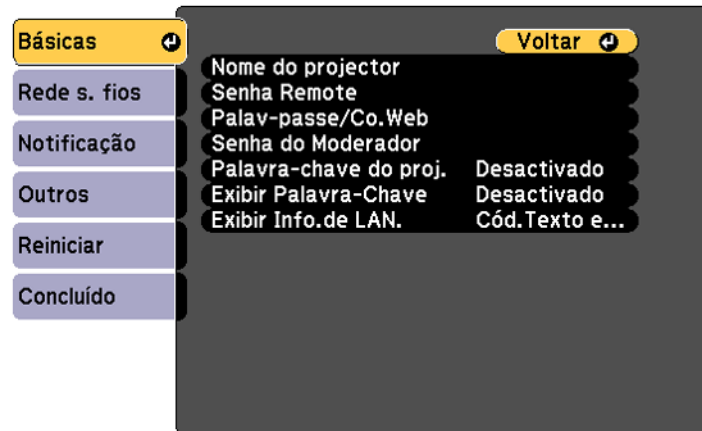 Básicas
Rede s. fios
Notificação
Outros
Reiniciar
Concluído
Voltar
Nome do projector
Senha Remote
Palav-passe/Co.Web
Senha do Moderador
Palavra-chave do proj. Desactivado
Exibir Palavra-Chave Desactivado
Exibir Info.de LAN. Cód.Texto e...